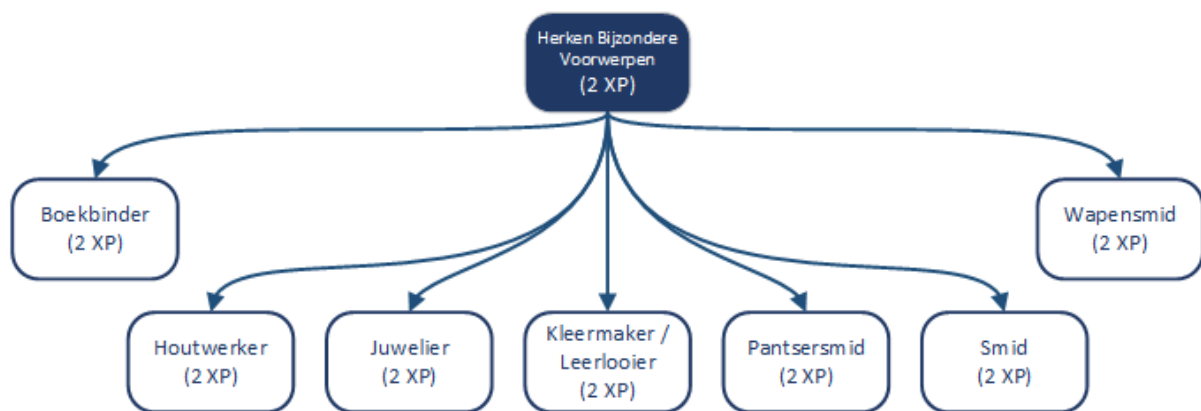 Herken Bijzondere
Voorwerpen
(2 XP)
Boekbinder
(2 XP)
Wapensmid
(2 XP)
Houtwerker
(2 XP)
Juwelier
(2 XP)
Kleermaker /
Leerlooier
(2 XP)
Pantsersmid
(2 XP)
Smid
(2 XP)